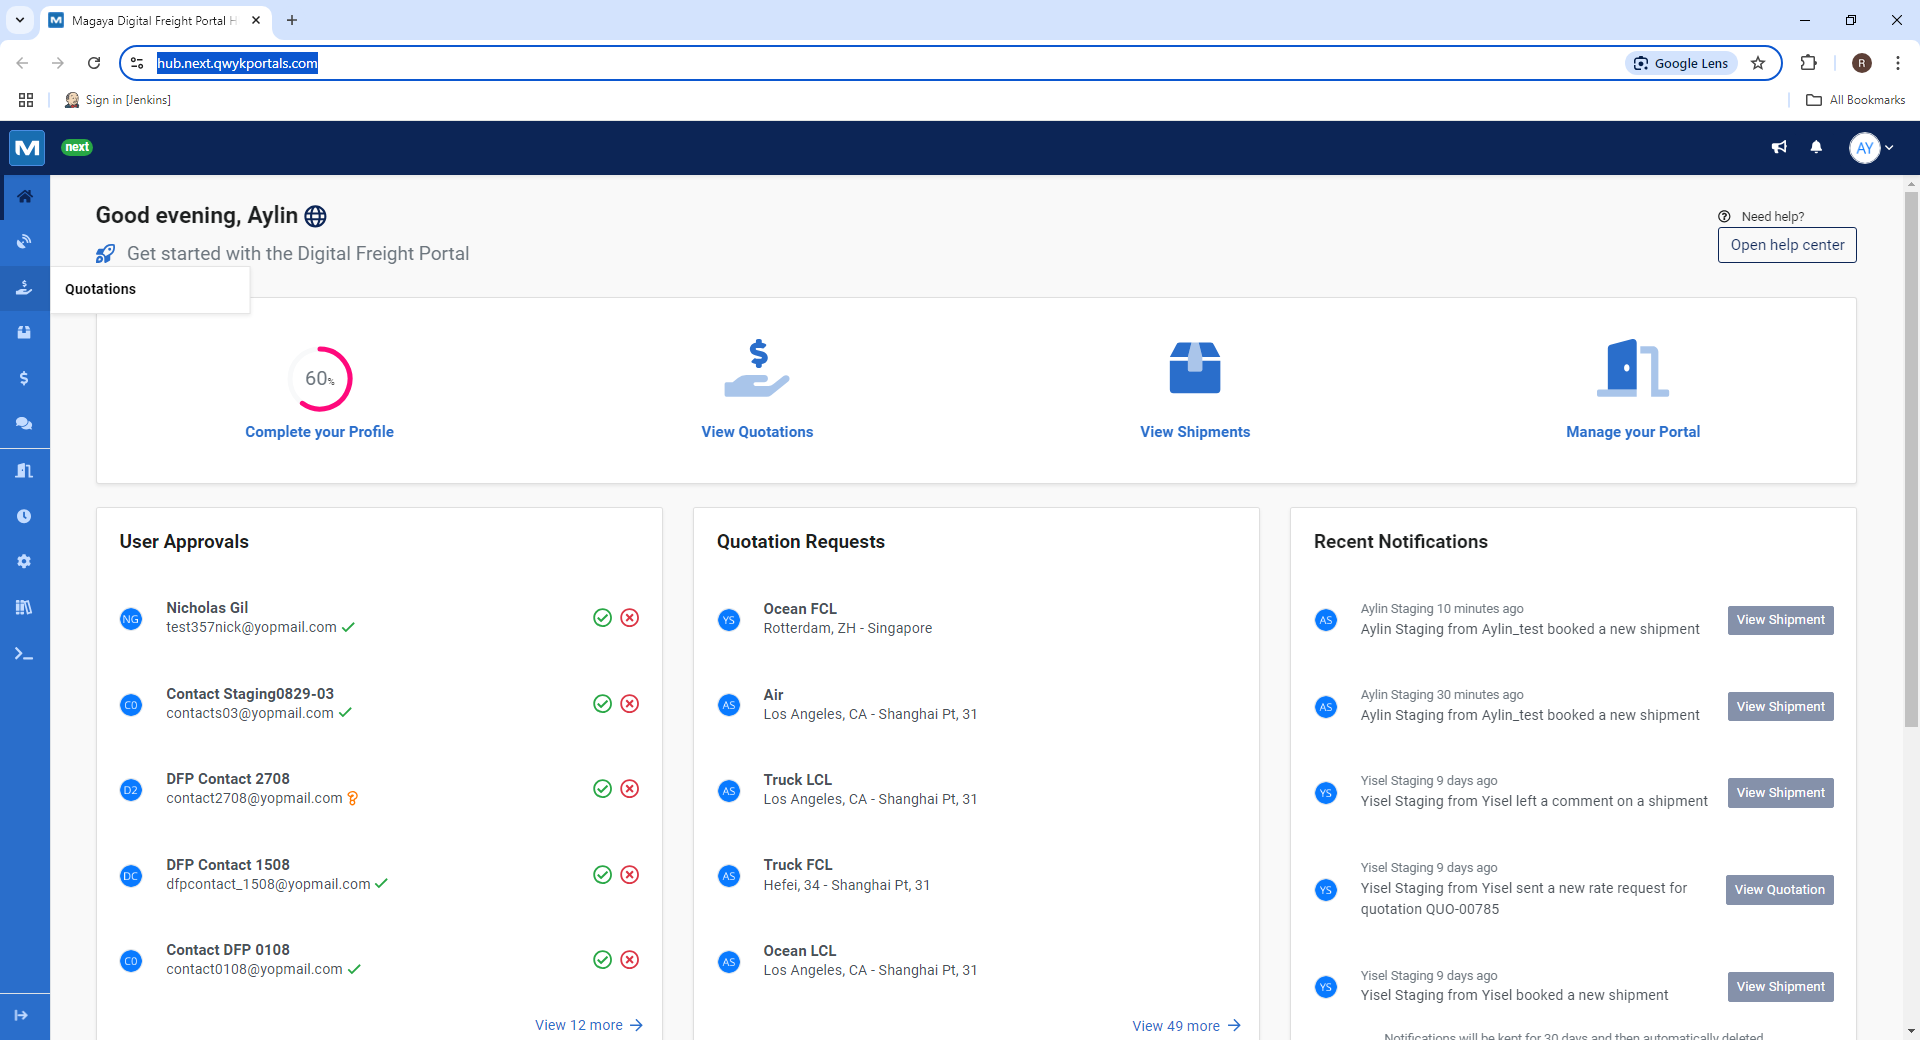 Magaya Digital Freight Portal H
hub.next.qwykportals.com
Google Lens
R
Sign in [Jenkins]
All Bookmarks
M
next
AY
Good evening, Aylin
Get started with the Digital Freight Portal
Need help?
Open help center
Quotations
60%
Complete your Profile
View Quotations
View Shipments
Manage your Portal
User Approvals
NG
Nicholas Gil
test357nick@yopmail.com
C0
Contact Staging0829-03
contacts03@yopmail.com
D2
DFP Contact 2708
contact2708@yopmail.com
DC
DFP Contact 1508
dfpcontact_1508@yopmail.com
C0
Contact DFP 0108
contact0108@yopmail.com
View 12 more
Quotation Requests
YS
Ocean FCL
Rotterdam, ZH - Singapore
AS
Air
Los Angeles, CA - Shanghai Pt, 31
AS
Truck LCL
Los Angeles, CA - Shanghai Pt, 31
AS
Truck FCL
Hefei, 34 - Shanghai Pt, 31
AS
Ocean LCL
Los Angeles, CA - Shanghai Pt, 31
View 49 more
Recent Notifications
AS
Aylin Staging 10 minutes ago
Aylin Staging from Aylin_test booked a new shipment
View Shipment
AS
Aylin Staging 30 minutes ago
Aylin Staging from Aylin_test booked a new shipment
View Shipment
YS
Yisel Staging 9 days ago
Yisel Staging from Yisel left a comment on a shipment
View Shipment
YS
Yisel Staging 9 days ago
Yisel Staging from Yisel sent a new rate request for
quotation QUO-00785
View Quotation
YS
Yisel Staging 9 days ago
Yisel Staging from Yisel booked a new shipment
View Shipment
Notifications will be kept for 30 days and then automatically deleted